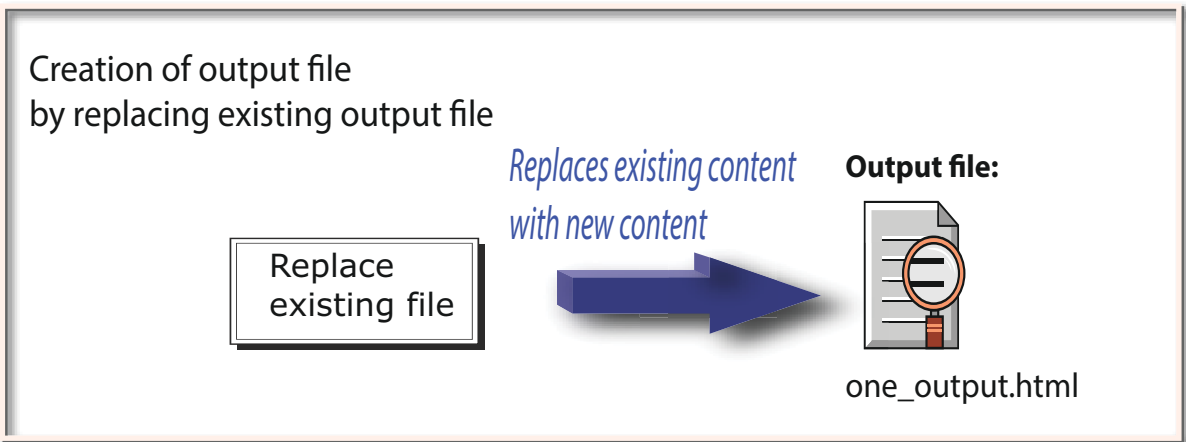 Creation of output file
by replacing existing output file
Replaces existing content
with new content
Output file:
Replace
existing file
one_output.html